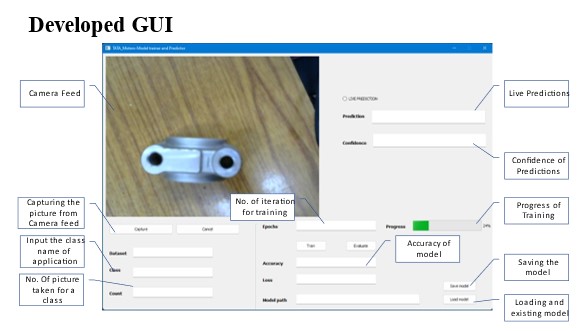 Developed GUI
TATA_Motors-Model trainer and Predictor
Camera Feed
LIVE PREDICTION
Live Predictions
Prediction
Confidence
Confidence of
Predictions
Capturing the
picture from
Camera feed
No. of iteration
for training
Progress of
Training
Capture
Cancel
Epochs
Progress
24%
Input the class
name of
application
Train
Evaluate
Accuracy of
model
Dataset
Accuracy
Class
Saving the
model
No. Of picture
taken for a
class
Loss
Save model
Count
Model path
Load model
Loading and
existing model